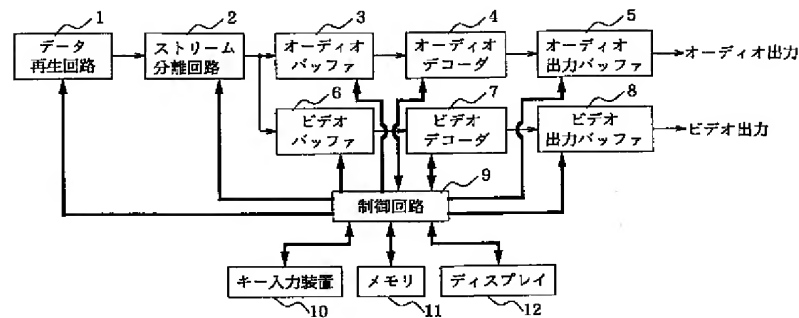 1
データ
再生回路
2
ストリーム
分離回路
3
オーディオ
バッファ
4
オーディオ
デコーダ
5
オーディオ
出力バッファ
オーディオ出力
6
ビデオ
バッファ
7
ビデオ
デコーダ
8
ビデオ
出力バッファ
ビデオ出力
9
制御回路
キー入力装置
10
メモリ
11
ディスプレイ
12